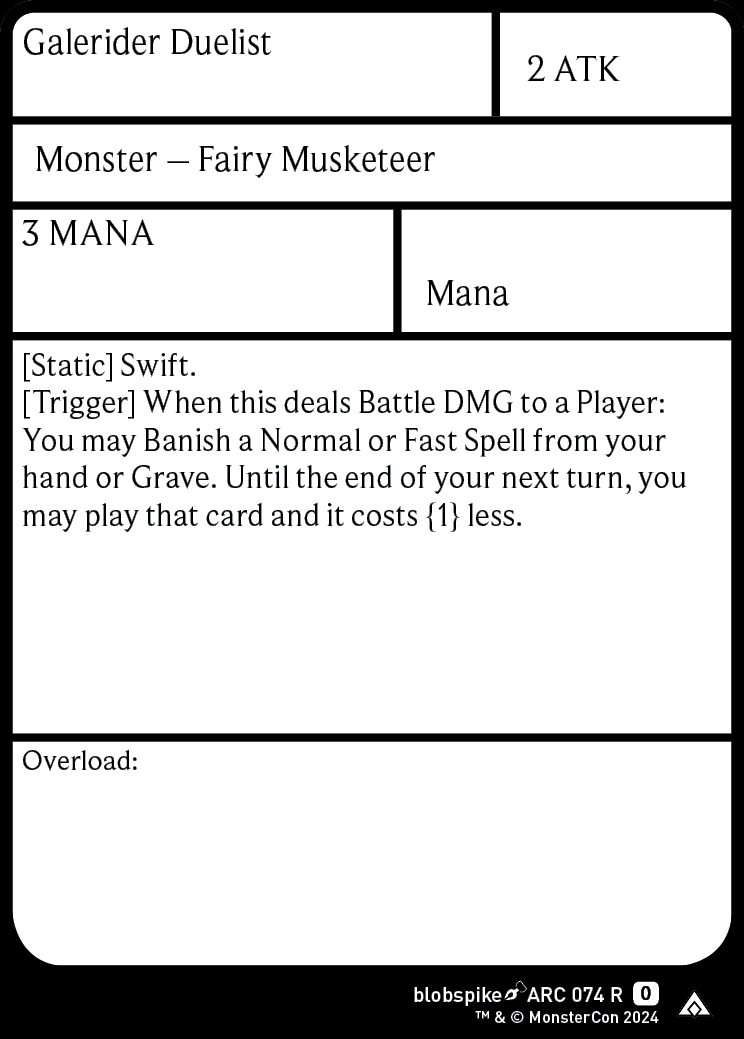 Galerider Duelist
2 ATK
Monster – Fairy Musketeer
3 MANA
Mana
[Static] Swift.
[Trigger] When this deals Battle DMG to a Player:
You may Banish a Normal or Fast Spell from your
hand or Grave. Until the end of your next turn, you
may play that card and it costs {1} less.
Overload:
blobspike ARC 074 R 0
™ & © MonsterCon 2024